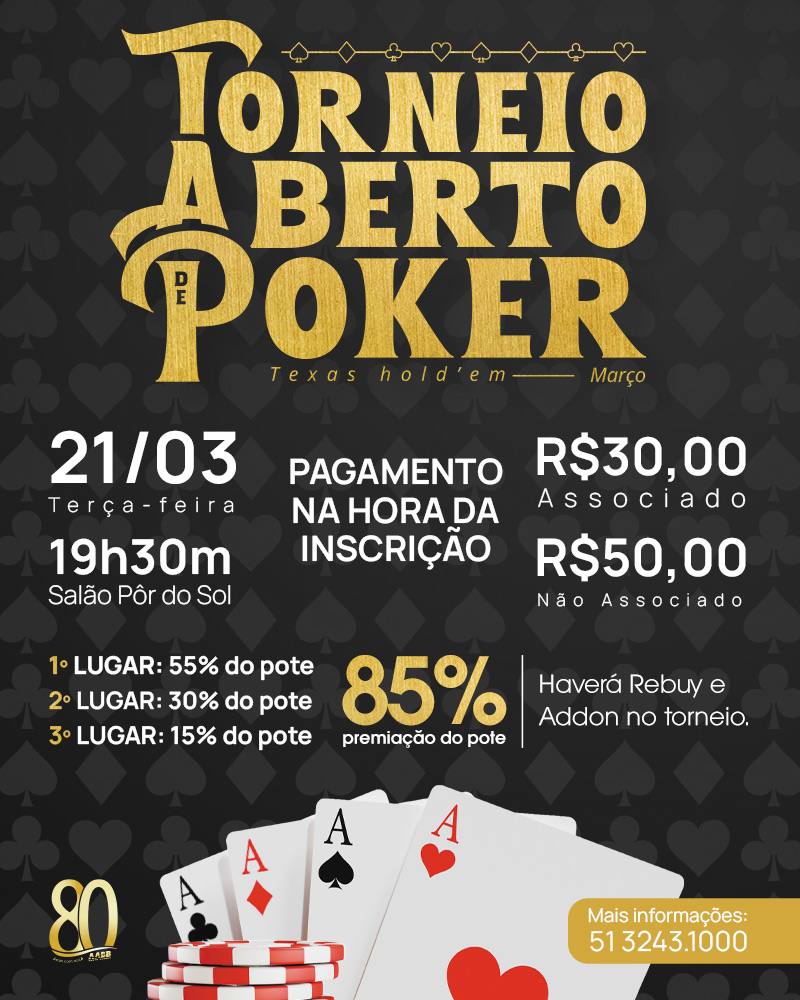 TORNEIO
ABERTO
DE
POKER
Texas hold'em Março
21/03
Terça-feira
19h30m
Salão Pôr do Sol
PAGAMENTO
NA HORA DA
INSCRIÇÃO
R$30,00
Associado
R$50,00
Não Associado
1º LUGAR: 55% do pote
2º LUGAR: 30% do pote
3º LUGAR: 15% do pote
85%
premiação do pote
Haverá Rebuy e
Addon no torneio.
A
A
A
A
80
AABB
Mais informações:
51 3243.1000